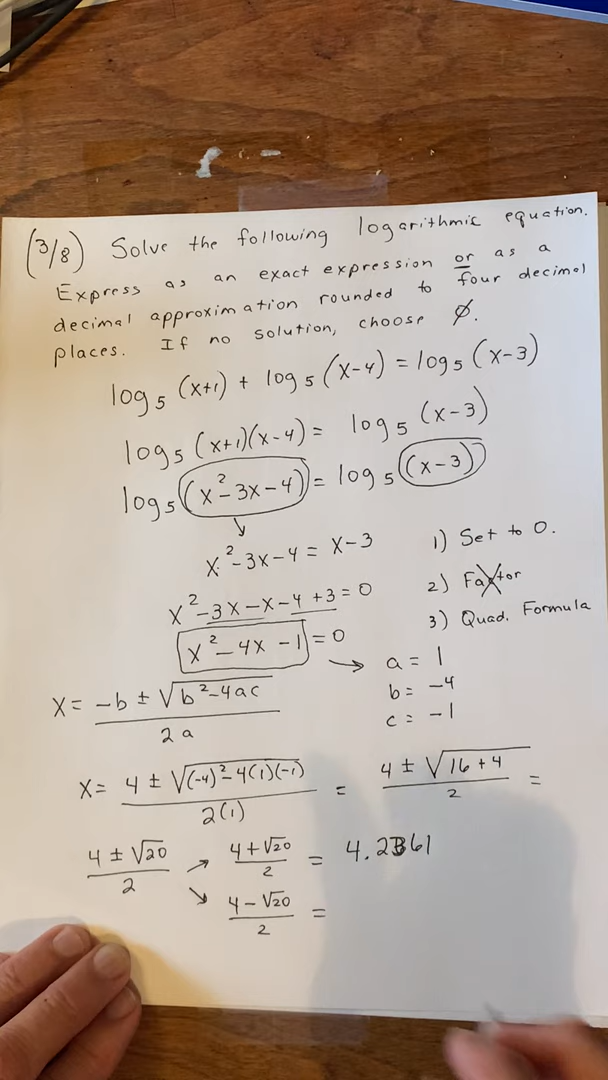 (3/8) Solve the following logarithmic equation.
Express as an exact expression or as a
decimal approximation rounded to four decimal
places. If no solution, choose ∅.
log₅(x+1) + log₅(x-4) = log₅(x-3)
log₅(x+1)(x-4) = log₅(x-3)
log₅(x²-3x-4) = log₅(x-3)
x²-3x-4 = x-3
1) Set to 0.
x²-3x-x-4+3=0
2) Factor
x²-4x-1=0
3) Quad. Formula
→ a = 1
b = -4
c = -1
x = (-b ± √(b²-4ac))/(2a)
x = (4 ± √((-4)²-4(1)(-1)))/(2(1)) = (4 ± √(16+4))/2 =
(4 ± √20)/2 ↗ (4+√20)/2 = 4.2361
↘ (4-√20)/2 =